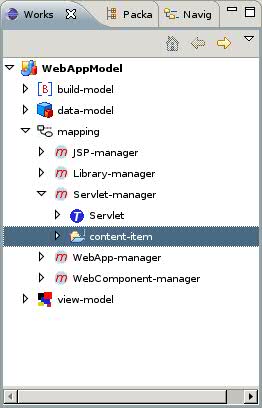 Works Packa Navig
WebAppModel
[B] build-model
data-model
mapping
m JSP-manager
m Library-manager
m Servlet-manager
T Servlet
content-item
m WebApp-manager
m WebComponent-manager
view-model